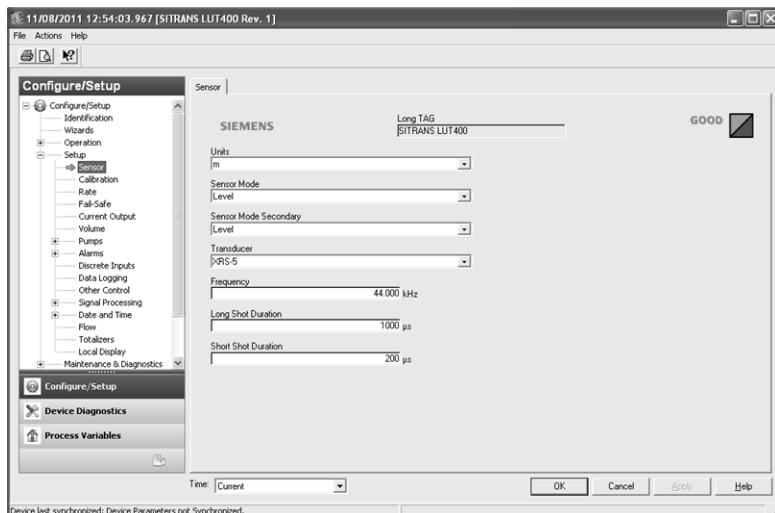 11/08/2011 12:54:03.967 [SITRANS LUT400 Rev. 1]
File Actions Help
Configure/Setup
Configure/Setup
Identification
Wizards
Operation
Setup
Sensor
Calibration
Rate
Fail-Safe
Current Output
Volume
Pumps
Alarms
Discrete Inputs
Data Logging
Other Control
Signal Processing
Date and Time
Flow
Totalizers
Local Display
Maintenance & Diagnostics
Configure/Setup
Device Diagnostics
Process Variables
Sensor
SIEMENS
Long TAG
SITRANS LUT400
GOOD
Units
m
Sensor Mode
Level
Sensor Mode Secondary
Level
Transducer
XRS-5
Frequency
44.000 kHz
Long Shot Duration
1000 µs
Short Shot Duration
200 µs
Time: Current
OK Cancel Apply Help
Device last synchronized: Device Parameters not Synchronized.